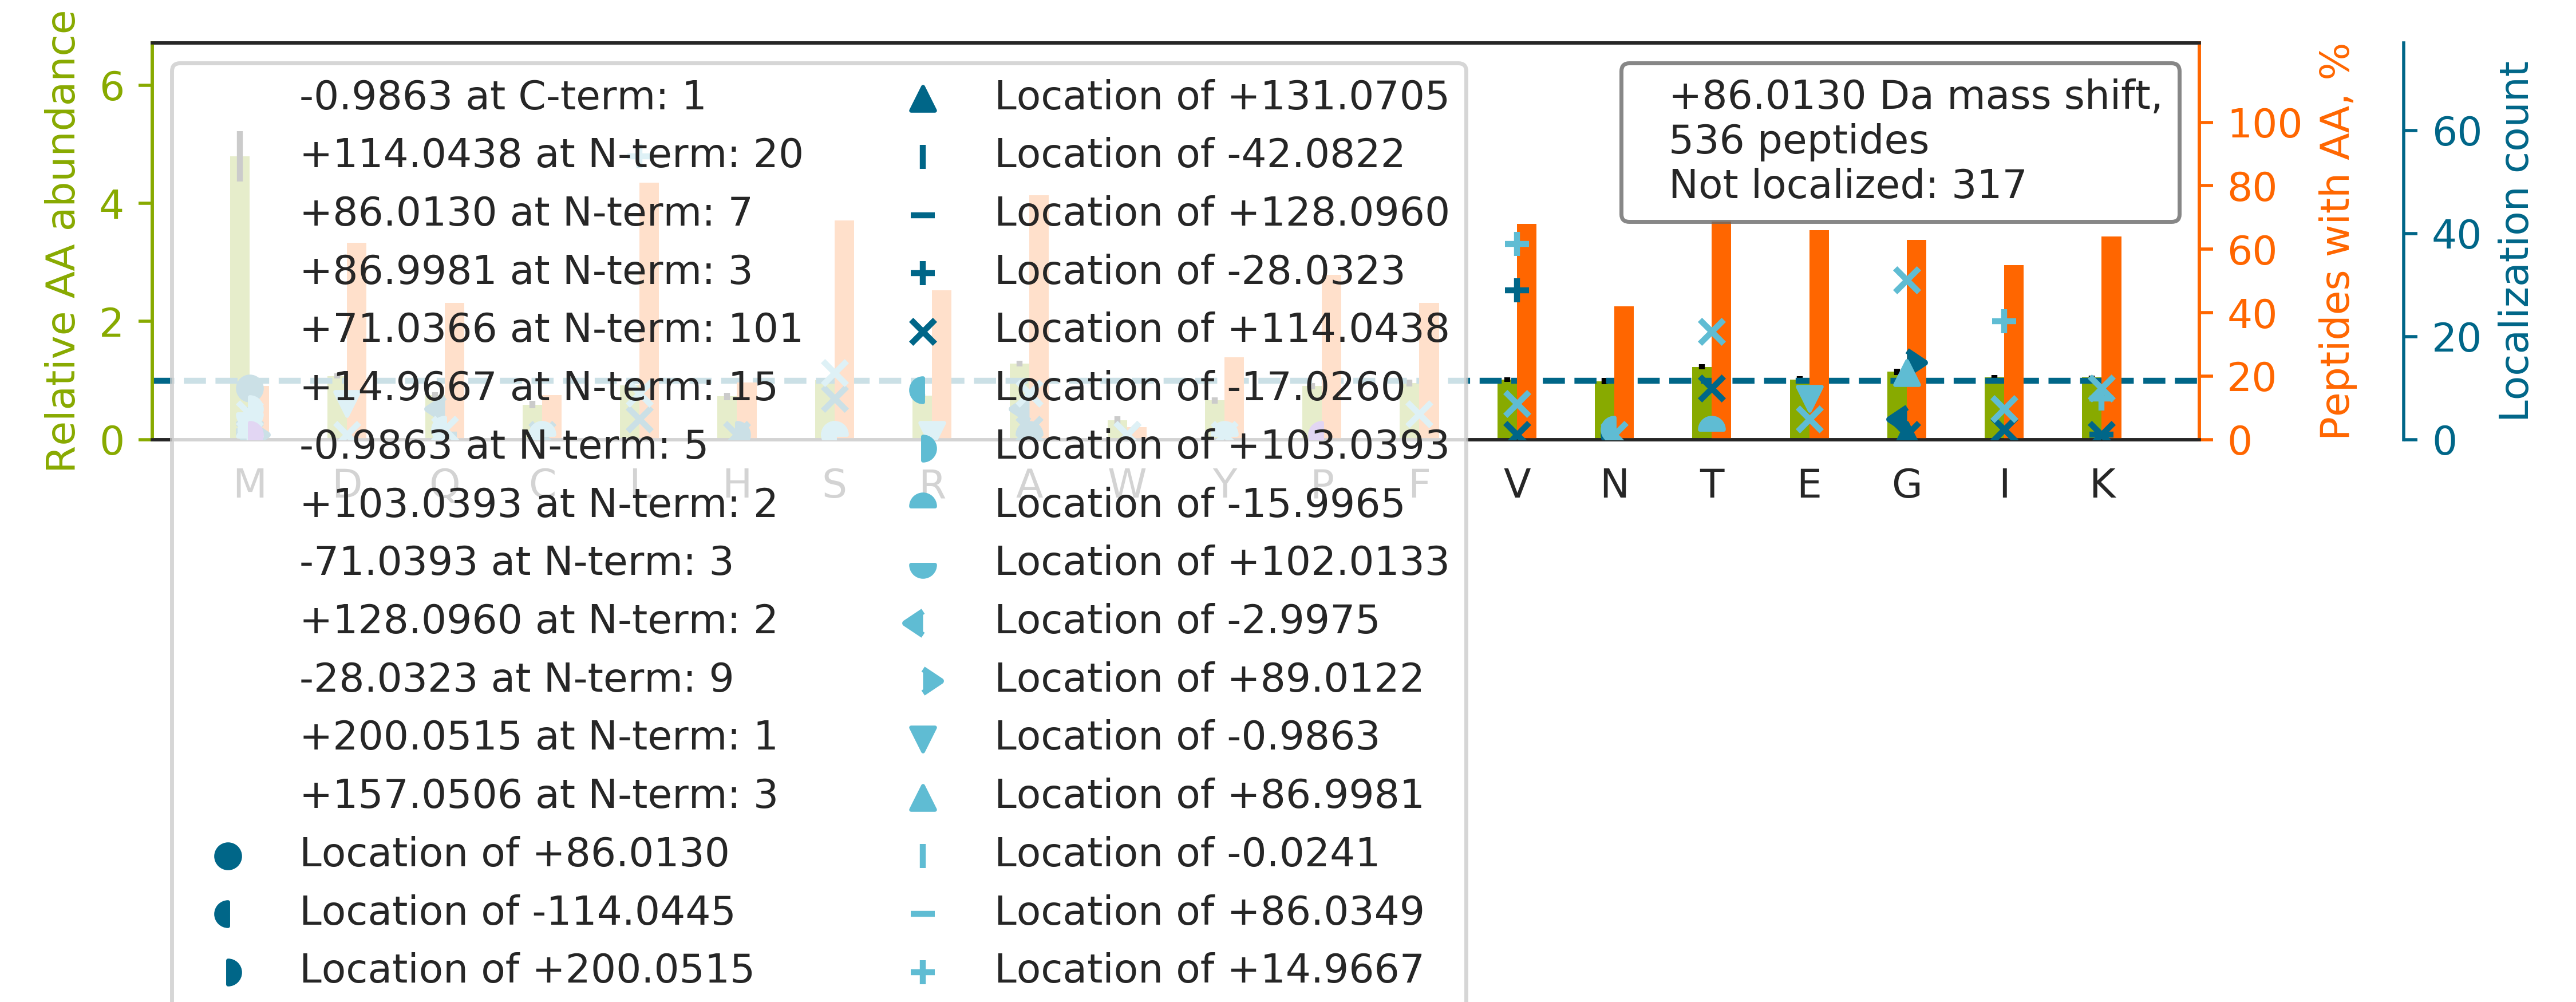 Relative AA abundance
6
4
2
0
-0.9863 at C-term: 1
+114.0438 at N-term: 20
+86.0130 at N-term: 7
+86.9981 at N-term: 3
+71.0366 at N-term: 101
+14.9667 at N-term: 15
-0.9863 at N-term: 5
+103.0393 at N-term: 2
-71.0393 at N-term: 3
+128.0960 at N-term: 2
-28.0323 at N-term: 9
+200.0515 at N-term: 1
+157.0506 at N-term: 3
Location of +86.0130
Location of -114.0445
Location of +200.0515
Location of +131.0705
Location of -42.0822
Location of +128.0960
Location of -28.0323
Location of +114.0438
Location of -17.0260
Location of +103.0393
Location of -15.9965
Location of +102.0133
Location of -2.9975
Location of +89.0122
Location of -0.9863
Location of +86.9981
Location of -0.0241
Location of +86.0349
Location of +14.9667
+86.0130 Da mass shift,
536 peptides
Not localized: 317
M D Q C L H S R A W Y P F V N T E G I K
100
80
60
40
20
0
Peptides with AA, %
60
40
20
0
Localization count